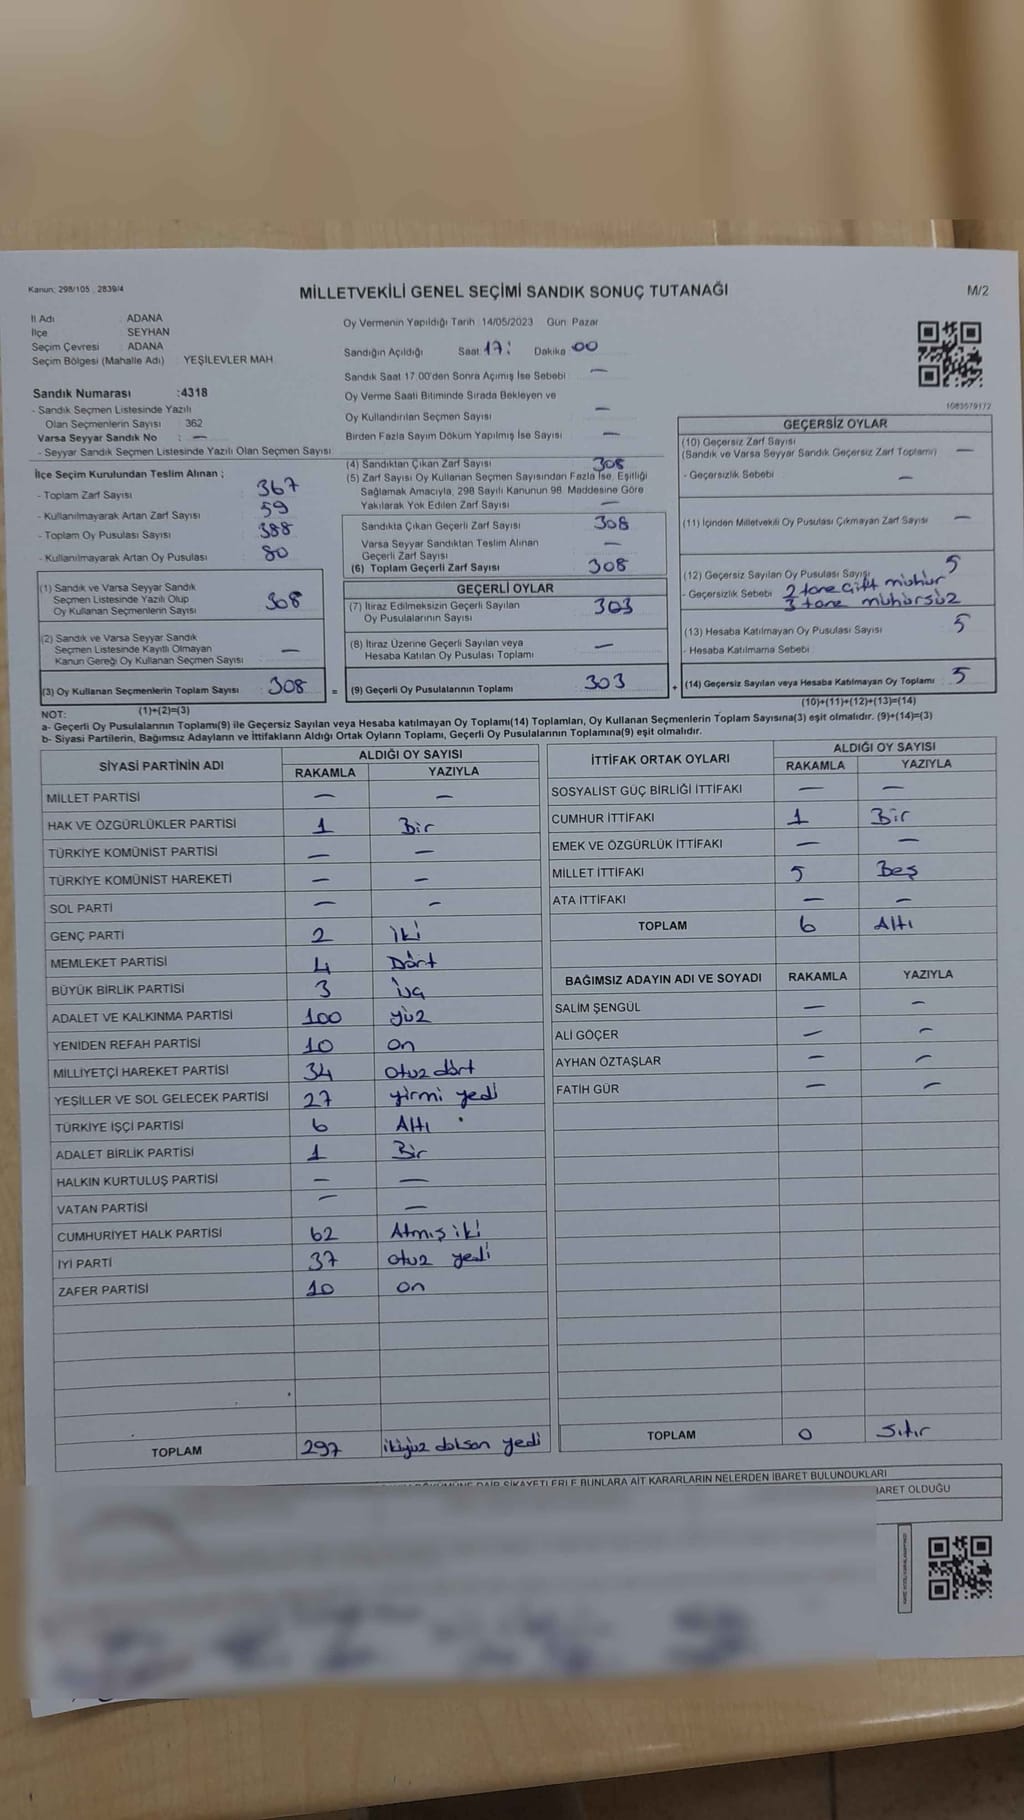 Kanun: 298/105 , 2839/4
MİLLETVEKİLİ GENEL SEÇİMİ SANDIK SONUÇ TUTANAĞI
M/2
İl Adı : ADANA
İlçe SEYHAN
Seçim Çevresi : ADANA
Seçim Bölgesi (Mahalle Adı) : YEŞİLEVLER MAH.
Sandık Numarası :4318
- Sandık Seçmen Listesinde Yazılı
Olan Seçmenlerin Sayısı : 362
Varsa Seyyar Sandık No : —
- Seyyar Sandık Seçmen Listesinde Yazılı Olan Seçmen Sayısı :
Oy Vermenin Yapıldığı Tarih :14/05/2023 Gün: Pazar
Sandığın Açıldığı Saat 17: Dakika 00
Sandık Saat 17.00'den Sonra Açılmış İse Sebebi : —
Oy Verme Saati Bitiminde Sırada Bekleyen ve
Oy Kullandırılan Seçmen Sayısı : —
Birden Fazla Sayım Döküm Yapılmış İse Sayısı : —
1083579172
İlçe Seçim Kurulundan Teslim Alınan ;
- Toplam Zarf Sayısı : 367
- Kullanılmayarak Artan Zarf Sayısı : 59
- Toplam Oy Pusulası Sayısı : 388
- Kullanılmayarak Artan Oy Pusulası : 80
(1) Sandık ve Varsa Seyyar Sandık
Seçmen Listesinde Yazılı Olup
Oy Kullanan Seçmenlerin Sayısı : 308
(2) Sandık ve Varsa Seyyar Sandık
Seçmen Listesinde Kayıtlı Olmayan
Kanun Gereği Oy Kullanan Seçmen Sayısı : —
(3) Oy Kullanan Seçmenlerin Toplam Sayısı : 308 =
(1)+(2)=(3)
(4) Sandıktan Çıkan Zarf Sayısı 308
(5) Zarf Sayısı Oy Kullanan Seçmen Sayısından Fazla İse, Eşitliği
Sağlamak Amacıyla, 298 Sayılı Kanunun 98. Maddesine Göre
Yakılarak Yok Edilen Zarf Sayısı : —
Sandıkta Çıkan Geçerli Zarf Sayısı : 308
Varsa Seyyar Sandıktan Teslim Alınan
Geçerli Zarf Sayısı : —
(6) Toplam Geçerli Zarf Sayısı : 308
GEÇERLİ OYLAR
(7) İtiraz Edilmeksizin Geçerli Sayılan
Oy Pusulalarının Sayısı : 303
(8) İtiraz Üzerine Geçerli Sayılan veya
Hesaba Katılan Oy Pusulası Toplamı : —
(9) Geçerli Oy Pusulalarının Toplamı : 303 +
GEÇERSİZ OYLAR
(10) Geçersiz Zarf Sayısı : —
(Sandık ve Varsa Seyyar Sandık Geçersiz Zarf Toplamı)
- Geçersizlik Sebebi : —
(11) İçinden Milletvekili Oy Pusulası Çıkmayan Zarf Sayısı : —
(12) Geçersiz Sayılan Oy Pusulası Sayısı : 5
- Geçersizlik Sebebi : 2 tane çift mühür
3 tane mühürsüz
(13) Hesaba Katılmayan Oy Pusulası Sayısı : 5
- Hesaba Katılmama Sebebi :
(14) Geçersiz Sayılan veya Hesaba Katılmayan Oy Toplamı : 5
(10)+(11)+(12)+(13)=(14)
NOT:
a- Geçerli Oy Pusulalarının Toplamı(9) ile Geçersiz Sayılan veya Hesaba katılmayan Oy Toplamı(14) Toplamları, Oy Kullanan Seçmenlerin Toplam Sayısına(3) eşit olmalıdır. (9)+(14)=(3)
b- Siyasi Partilerin, Bağımsız Adayların ve İttifakların Aldığı Ortak Oyların Toplamı, Geçerli Oy Pusulalarının Toplamına(9) eşit olmalıdır.
SİYASİ PARTİNİN ADI ALDIĞI OY SAYISI
RAKAMLA YAZIYLA
MİLLET PARTİSİ — —
HAK VE ÖZGÜRLÜKLER PARTİSİ 1 Bir
TÜRKİYE KOMÜNİST PARTİSİ — —
TÜRKİYE KOMÜNİST HAREKETİ — —
SOL PARTİ — —
GENÇ PARTİ 2 iki
MEMLEKET PARTİSİ 4 Dört
BÜYÜK BİRLİK PARTİSİ 3 üç
ADALET VE KALKINMA PARTİSİ 100 yüz
YENİDEN REFAH PARTİSİ 10 on
MİLLİYETÇİ HAREKET PARTİSİ 34 otuz dört
YEŞİLLER VE SOL GELECEK PARTİSİ 27 yirmi yedi
TÜRKİYE İŞÇİ PARTİSİ 6 Altı
ADALET BİRLİK PARTİSİ 1 Bir
HALKIN KURTULUŞ PARTİSİ — —
VATAN PARTİSİ — —
CUMHURİYET HALK PARTİSİ 62 Atmış iki
İYİ PARTİ 37 otuz yedi
ZAFER PARTİSİ 10 on
TOPLAM 297 ikiyüz doksan yedi
İTTİFAK ORTAK OYLARI ALDIĞI OY SAYISI
RAKAMLA YAZIYLA
SOSYALİST GÜÇ BİRLİĞİ İTTİFAKI — —
CUMHUR İTTİFAKI 1 Bir
EMEK VE ÖZGÜRLÜK İTTİFAKI — —
MİLLET İTTİFAKI 5 Beş
ATA İTTİFAKI — —
TOPLAM 6 Altı
BAĞIMSIZ ADAYIN ADI VE SOYADI RAKAMLA YAZIYLA
SALİM ŞENGÜL — —
ALİ GÖÇER — —
AYHAN ÖZTAŞLAR — —
FATİH GÜR — —
TOPLAM 0 Sıfır
DAİR ŞİKAYETLERLE BUNLARA AİT KARARLARIN NELERDEN İBARET BULUNDUKLARI
İBARET OLDUĞU